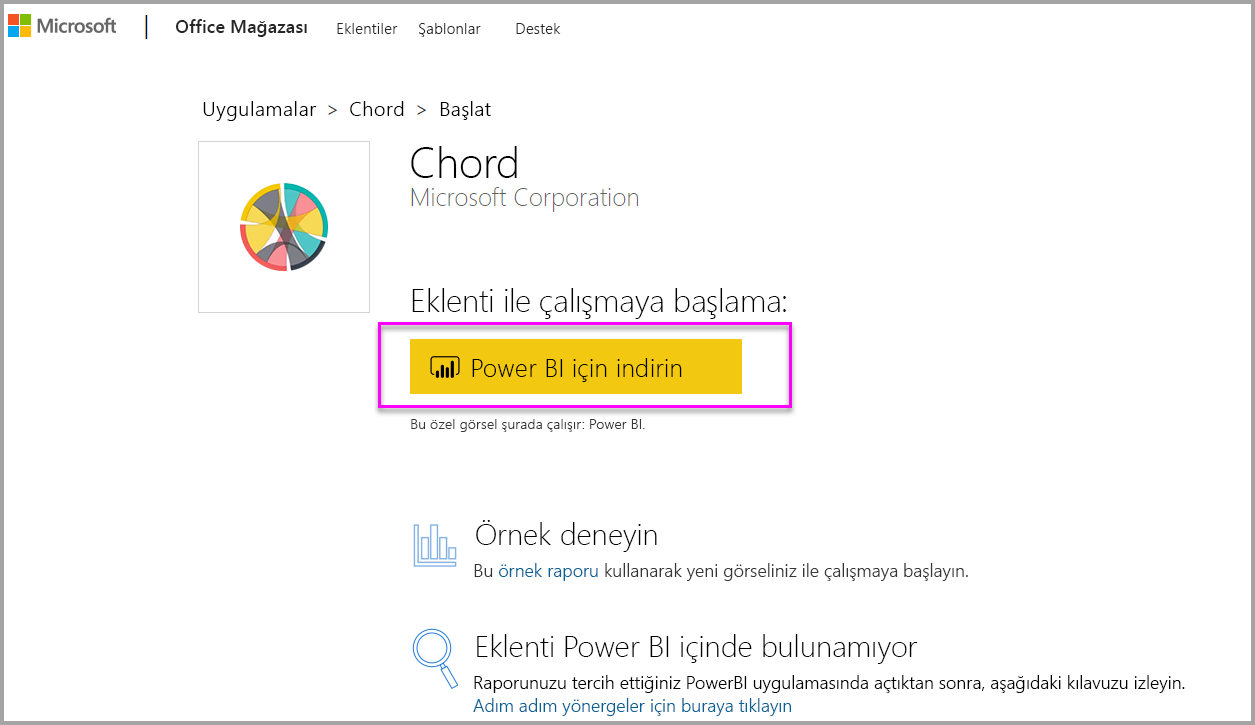 Microsoft | Office Mağazası Eklentiler Şablonlar Destek
Uygulamalar > Chord > Başlat
Chord
Microsoft Corporation
Eklenti ile çalışmaya başlama:
Power BI için indirin
Bu özel görsel şurada çalışır: Power BI.
Örnek deneyin
Bu örnek raporu kullanarak yeni görseliniz ile çalışmaya başlayın.
Eklenti Power BI içinde bulunamıyor
Raporunuzu tercih ettiğiniz PowerBI uygulamasında açtıktan sonra, aşağıdaki kılavuzu izleyin.
Adım adım yönergeler için buraya tıklayın